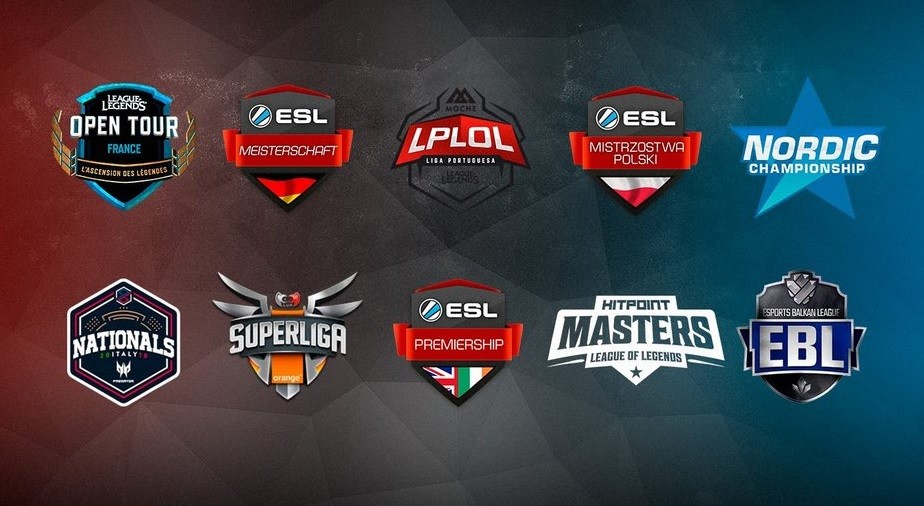 LEAGUE of LEGENDS
OPEN TOUR
FRANCE
L'ASCENSION DES LÉGENDES
ESL
MEISTERSCHAFT
MOCHE
LPLOL
LIGA PORTUGUESA
LEAGUE of LEGENDS
ESL
MISTRZOSTWA
POLSKI
NORDIC
CHAMPIONSHIP
NATIONALS
20 ITALY 18
PREDATOR
SUPERLIGA
orange
ESL
PREMIERSHIP
HITPOINT
MASTERS
LEAGUE OF LEGENDS
ESPORTS BALKAN LEAGUE
EBL